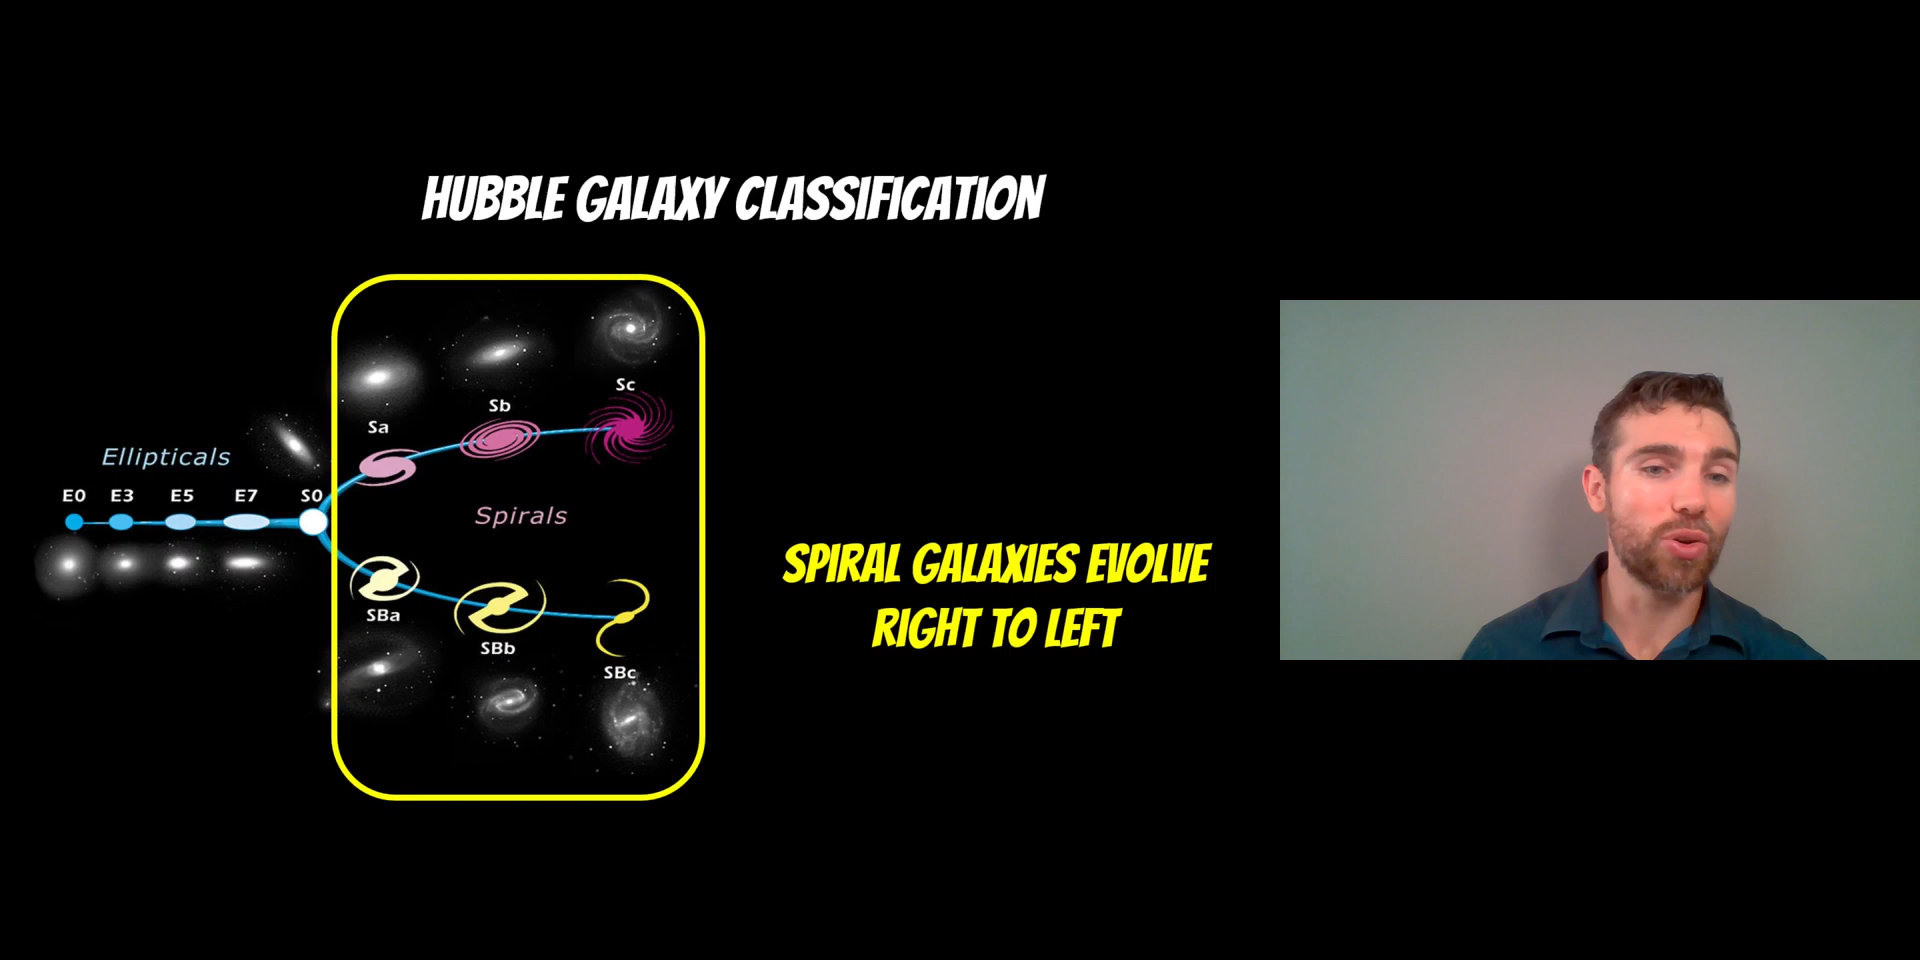 HUBBLE GALAXY CLASSIFICATION
Sc
Sb
Sa
Ellipticals
E0 E3 E5 E7 S0
Spirals
SBa
SBb
SBc
SPIRAL GALAXIES EVOLVE
RIGHT TO LEFT